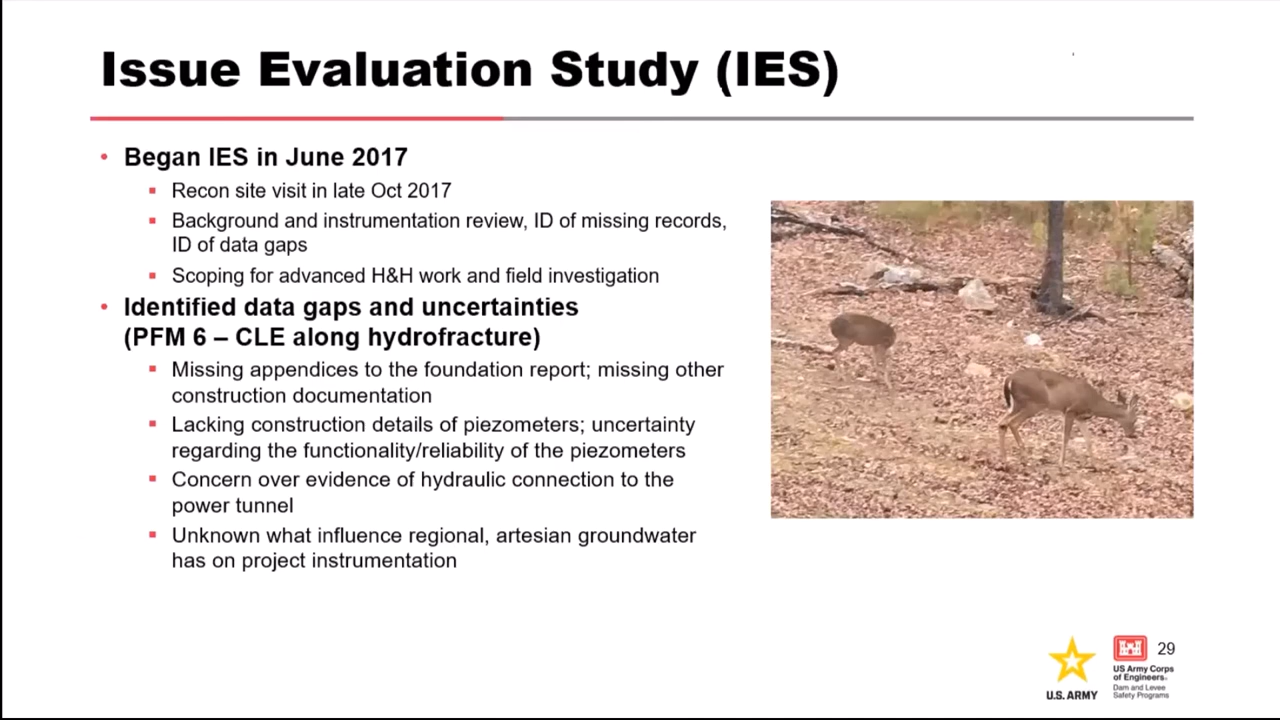 Issue Evaluation Study (IES)
• Began IES in June 2017
▪ Recon site visit in late Oct 2017
▪ Background and instrumentation review, ID of missing records,
ID of data gaps
▪ Scoping for advanced H&H work and field investigation
• Identified data gaps and uncertainties
(PFM 6 – CLE along hydrofracture)
▪ Missing appendices to the foundation report; missing other
construction documentation
▪ Lacking construction details of piezometers; uncertainty
regarding the functionality/reliability of the piezometers
▪ Concern over evidence of hydraulic connection to the
power tunnel
▪ Unknown what influence regional, artesian groundwater
has on project instrumentation
U.S. ARMY
US Army Corps
of Engineers®
Dam and Levee
Safety Programs
29